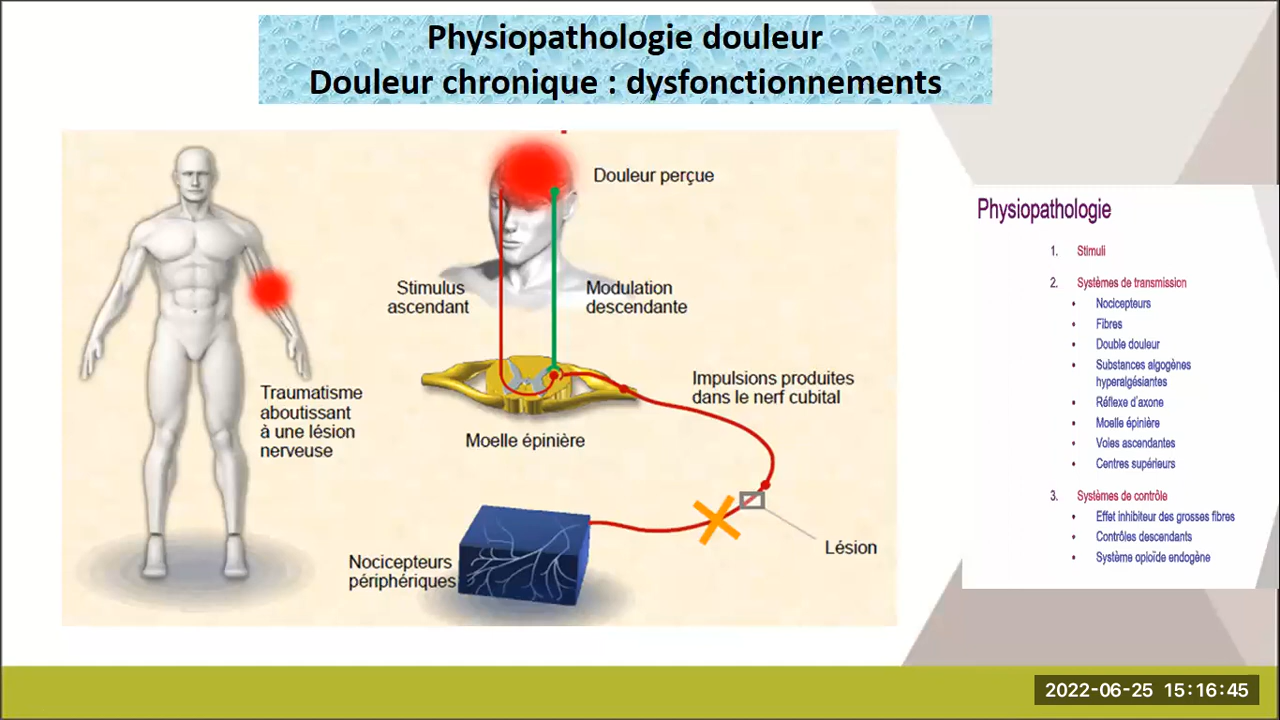 Physiopathologie douleur
Douleur chronique : dysfonctionnements
Douleur perçue
Stimulus
ascendant
Modulation
descendante
Traumatisme
aboutissant
à une lésion
nerveuse
Impulsions produites
dans le nerf cubital
Moelle épinière
Lésion
Nocicepteurs
périphériques
Physiopathologie
1. Stimuli
2. Systèmes de transmission
• Nocicepteurs
• Fibres
• Double douleur
• Substances algogènes
hyperalgésiantes
• Réflexe d'axone
• Moelle épinière
• Voies ascendantes
• Centres supérieurs
3. Systèmes de contrôle
• Effet inhibiteur des grosses fibres
• Contrôles descendants
• Système opioïde endogène
2022-06-25 15:16:45